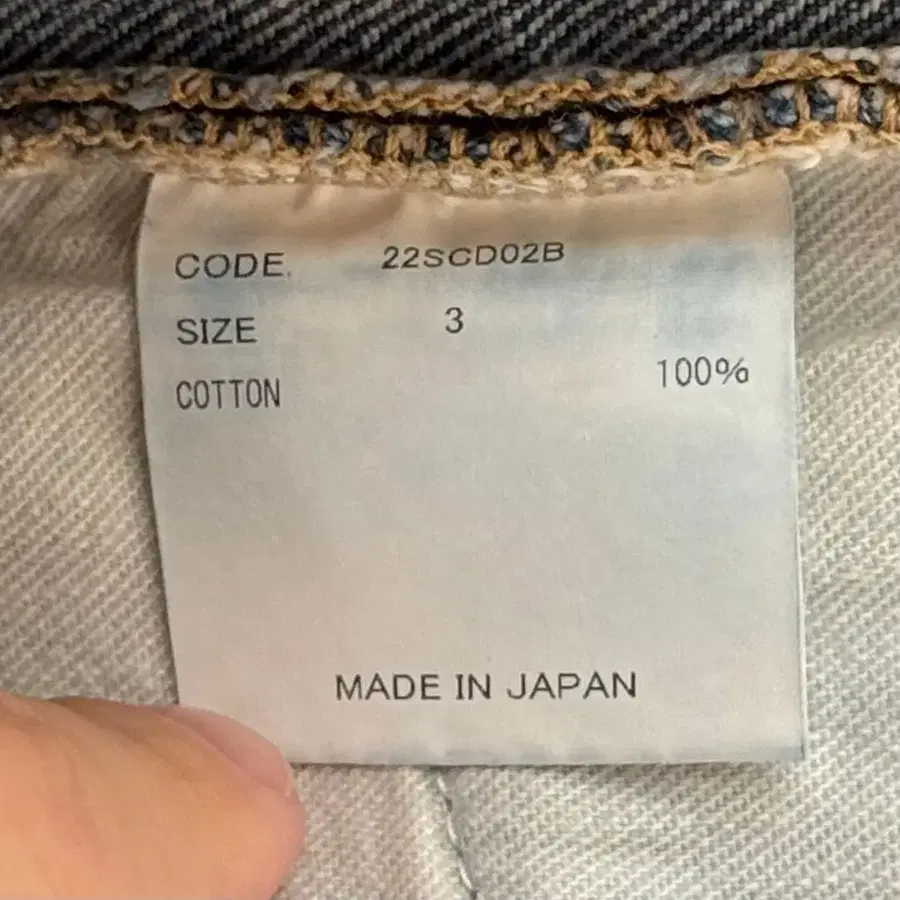 CODE. 22SCD02B
SIZE 3
COTTON 100%
MADE IN JAPAN